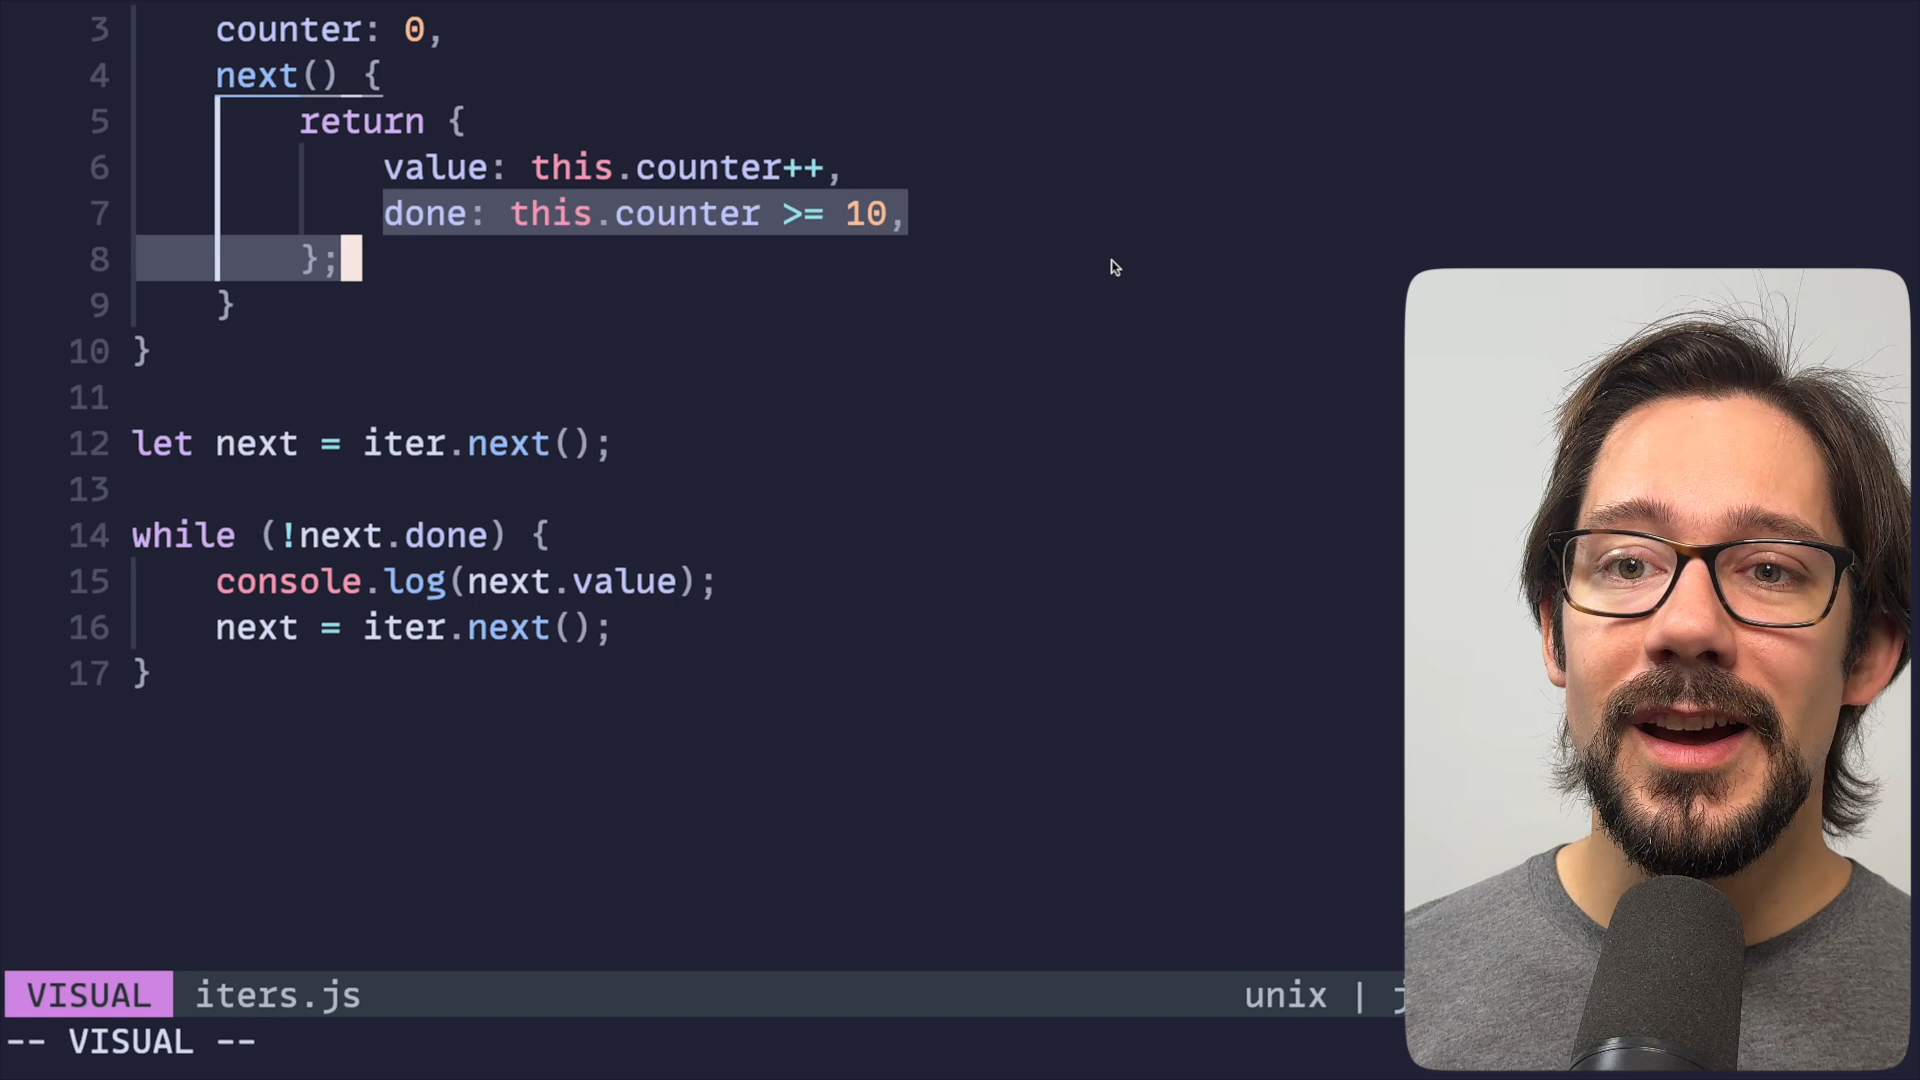 3 counter: 0,
4 next() {
5 return {
6 value: this.counter++,
7 done: this.counter >= 10,
8 };
9 }
10 }
11
12 let next = iter.next();
13
14 while (!next.done) {
15 console.log(next.value);
16 next = iter.next();
17 }
VISUAL iters.js unix |
-- VISUAL --